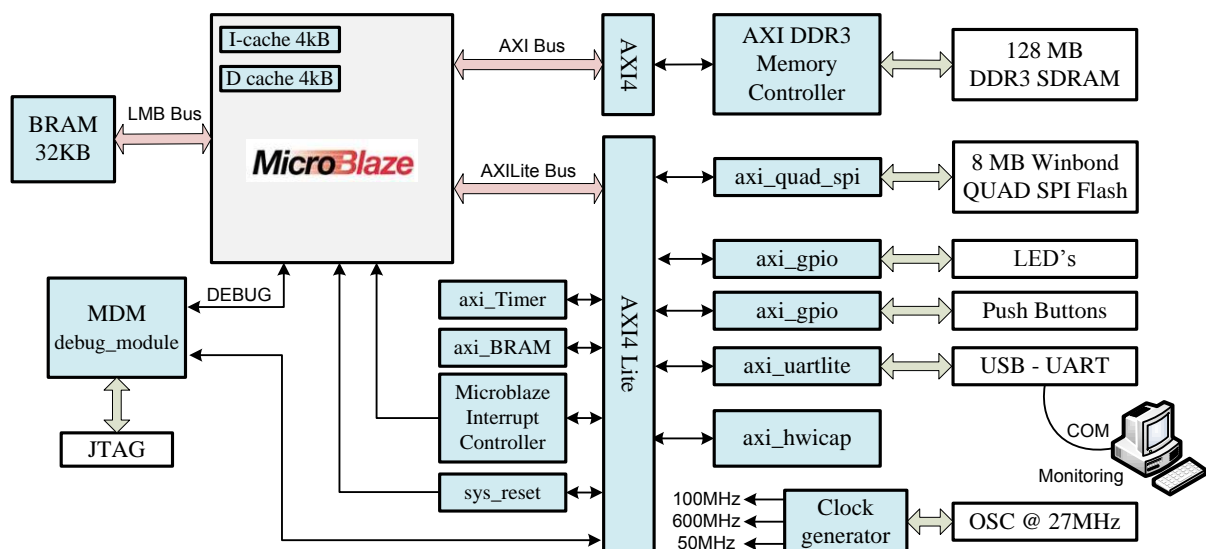 I-cache 4kB
D cache 4kB
MicroBlaze
BRAM
32KB
LMB Bus
AXI Bus
AXI4
AXI DDR3
Memory
Controller
128 MB
DDR3 SDRAM
AXILite Bus
AXI4 Lite
axi_quad_spi
8 MB Winbond
QUAD SPI Flash
axi_gpio
LED's
axi_gpio
Push Buttons
axi_uartlite
USB - UART
axi_hwicap
COM
Monitoring
DEBUG
MDM
debug_module
JTAG
axi_Timer
axi_BRAM
Microblaze
Interrupt
Controller
sys_reset
100MHz
600MHz
50MHz
Clock
generator
OSC @ 27MHz